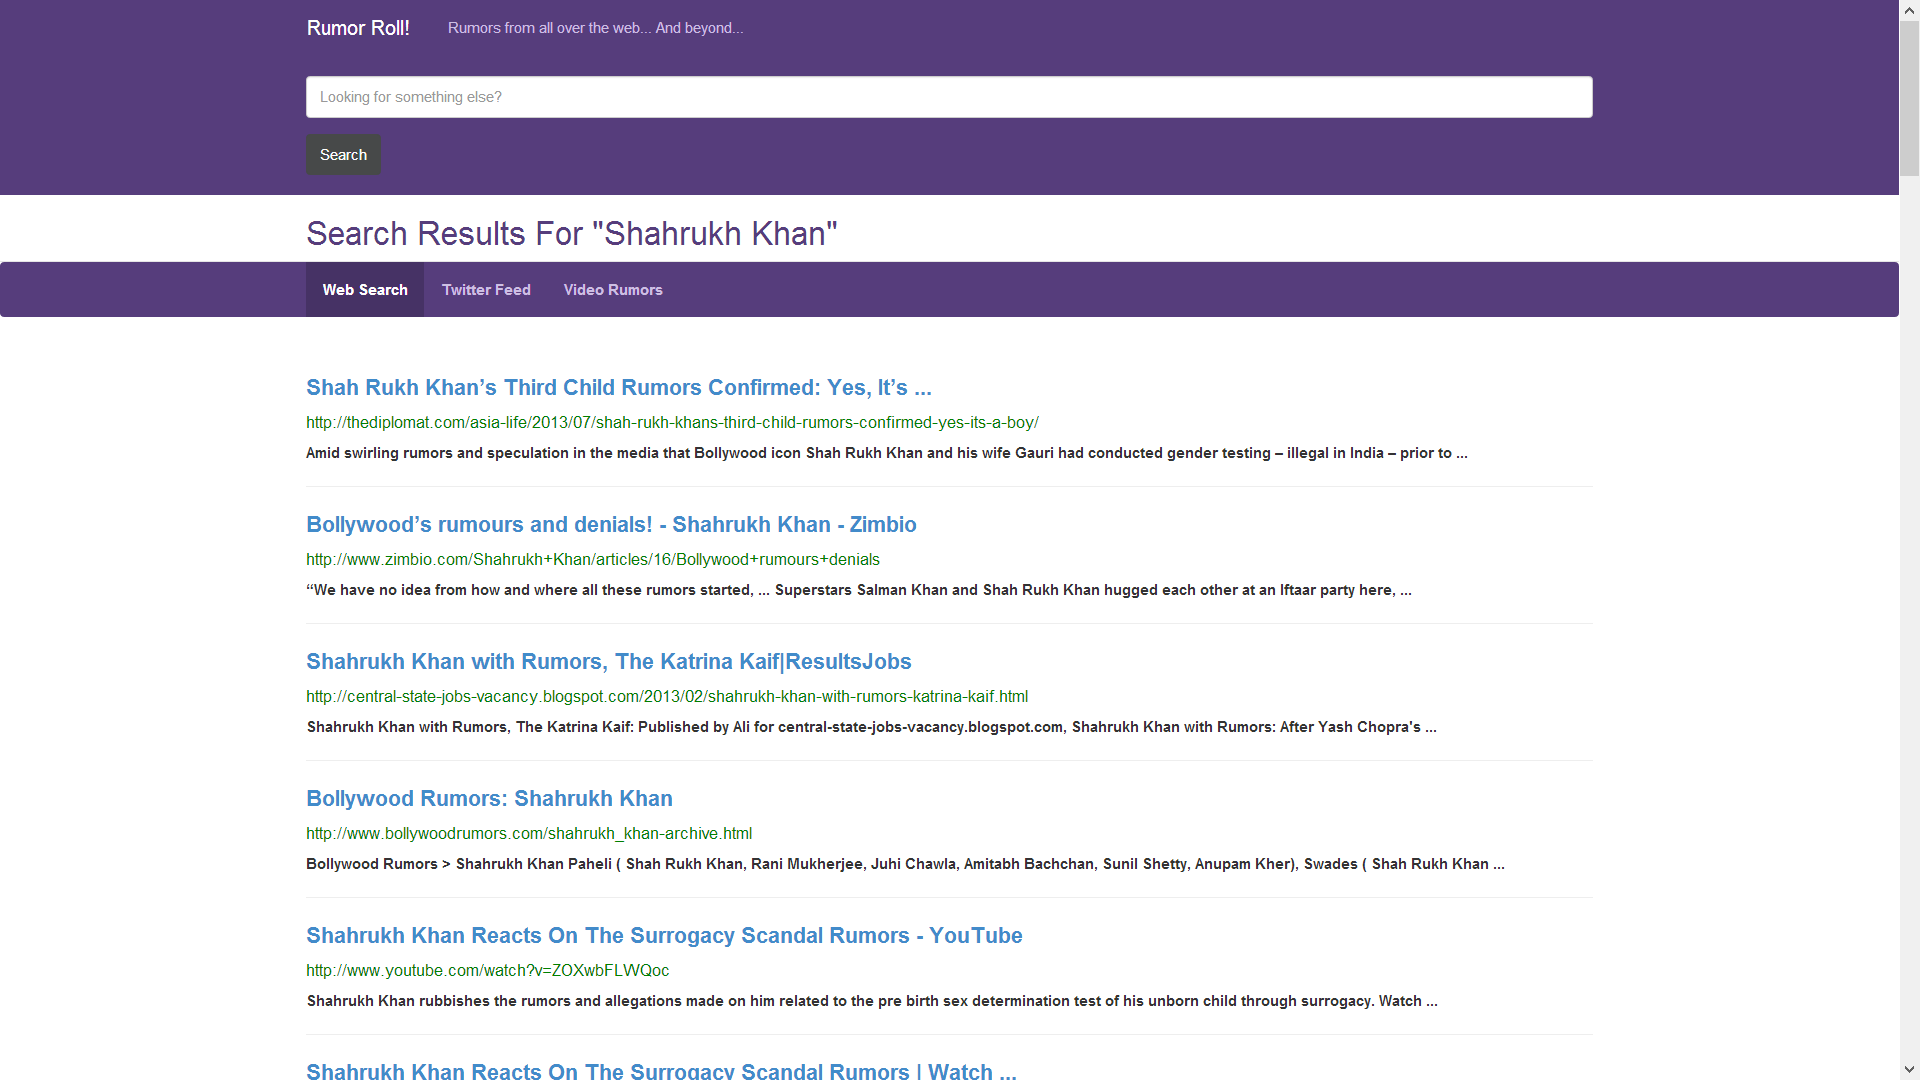 Rumor Roll! Rumors from all over the web... And beyond...
Looking for something else?
Search
Search Results For "Shahrukh Khan"
Web Search Twitter Feed Video Rumors
Shah Rukh Khan’s Third Child Rumors Confirmed: Yes, It’s ...
http://thediplomat.com/asia-life/2013/07/shah-rukh-khans-third-child-rumors-confirmed-yes-its-a-boy/
Amid swirling rumors and speculation in the media that Bollywood icon Shah Rukh Khan and his wife Gauri had conducted gender testing – illegal in India – prior to ...
Bollywood’s rumours and denials! - Shahrukh Khan - Zimbio
http://www.zimbio.com/Shahrukh+Khan/articles/16/Bollywood+rumours+denials
“We have no idea from how and where all these rumors started, ... Superstars Salman Khan and Shah Rukh Khan hugged each other at an Iftaar party here, ...
Shahrukh Khan with Rumors, The Katrina Kaif|ResultsJobs
http://central-state-jobs-vacancy.blogspot.com/2013/02/shahrukh-khan-with-rumors-katrina-kaif.html
Shahrukh Khan with Rumors, The Katrina Kaif: Published by Ali for central-state-jobs-vacancy.blogspot.com, Shahrukh Khan with Rumors: After Yash Chopra's ...
Bollywood Rumors: Shahrukh Khan
http://www.bollywoodrumors.com/shahrukh_khan-archive.html
Bollywood Rumors > Shahrukh Khan Paheli ( Shah Rukh Khan, Rani Mukherjee, Juhi Chawla, Amitabh Bachchan, Sunil Shetty, Anupam Kher), Swades ( Shah Rukh Khan ...
Shahrukh Khan Reacts On The Surrogacy Scandal Rumors - YouTube
http://www.youtube.com/watch?v=ZOXwbFLWQoc
Shahrukh Khan rubbishes the rumors and allegations made on him related to the pre birth sex determination test of his unborn child through surrogacy. Watch ...
Shahrukh Khan Reacts On The Surrogacy Scandal Rumors | Watch ...